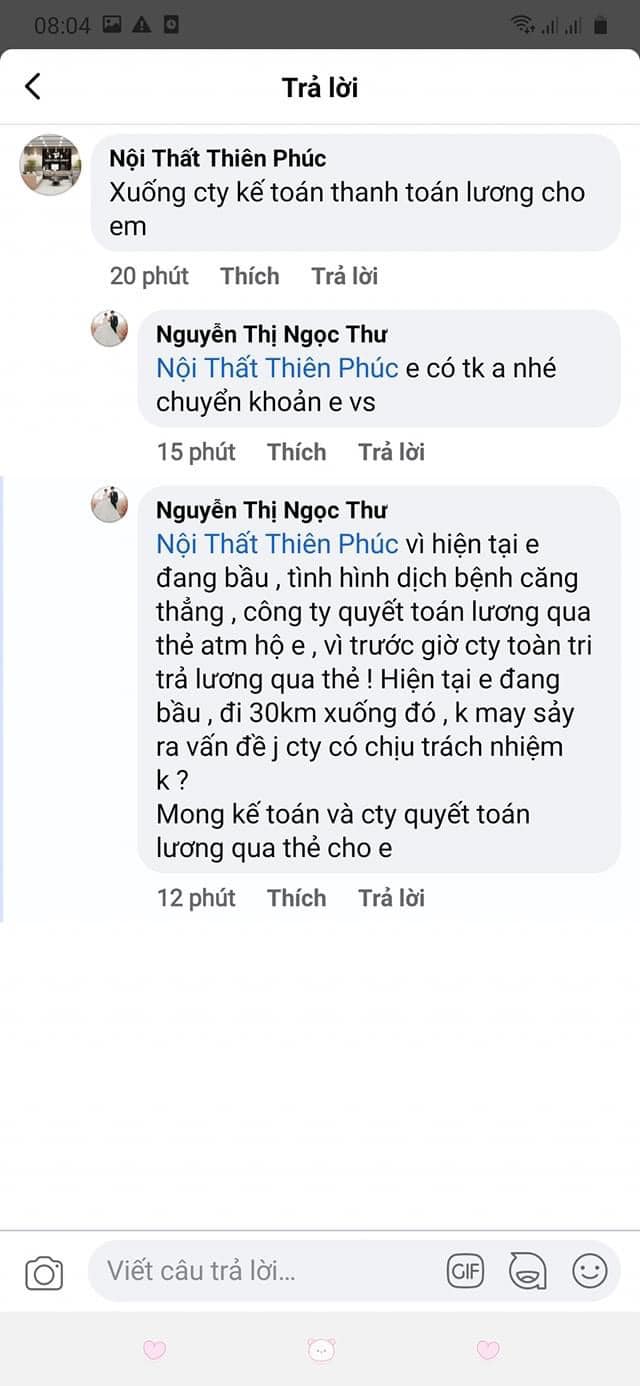 08:04
Trả lời
Nội Thất Thiên Phúc
Xuống cty kế toán thanh toán lương cho
em
20 phút Thích Trả lời
Nguyễn Thị Ngọc Thư
Nội Thất Thiên Phúc e có tk a nhé
chuyển khoản e vs
15 phút Thích Trả lời
Nguyễn Thị Ngọc Thư
Nội Thất Thiên Phúc vì hiện tại e
đang bầu , tình hình dịch bệnh căng
thẳng , công ty quyết toán lương qua
thẻ atm hộ e , vì trước giờ cty toàn tri
trả lương qua thẻ ! Hiện tại e đang
bầu , đi 30km xuống đó , k may sảy
ra vấn đề j cty có chịu trách nhiệm
k ?
Mong kế toán và cty quyết toán
lương qua thẻ cho e
12 phút Thích Trả lời
Viết câu trả lời...
GIF